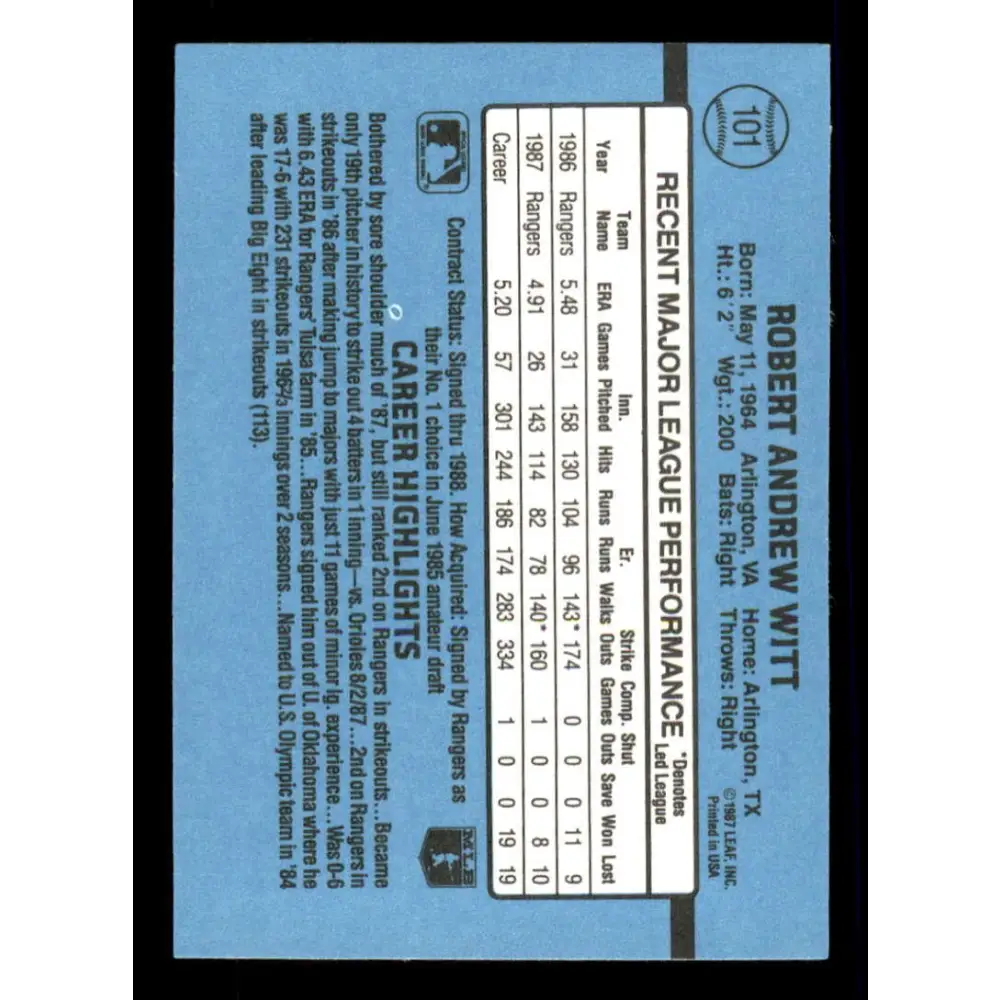 101
ROBERT ANDREW WITT
Born: May 11, 1964 Arlington, VA Home: Arlington, TX
Ht.: 6'2" Wgt.: 200 Bats: Right Throws: Right
©1987 LEAF, INC.
Printed in USA
RECENT MAJOR LEAGUE PERFORMANCE *Denotes Led League
Team Inn. Er. Strike Comp. Shut
Year Name ERA Games Pitched Hits Runs Runs Walks Outs Games Outs Save Won Lost
1986 Rangers 5.48 31 158 130 104 96 143* 174 0 0 0 11 9
1987 Rangers 4.91 26 143 114 82 78 140* 160 1 0 0 8 10
Career 5.20 57 301 244 186 174 283 334 1 0 0 19 19
Contract Status: Signed thru 1988. How Acquired: Signed by Rangers as
their No. 1 choice in June 1985 amateur draft
MLB
CAREER HIGHLIGHTS
Bothered by sore shoulder much of '87, but still ranked 2nd on Rangers in strikeouts...Became
only 19th pitcher in history to strike out 4 batters in 1 inning—vs. Orioles 8/2/87...2nd on Rangers in
strikeouts in '86 after making jump to majors with just 11 games of minor lg. experience...Was 0-6
with 6.43 ERA for Rangers' Tulsa farm in '85...Rangers signed him out of U. of Oklahoma where he
was 17-6 with 231 strikeouts in 196⅔ innings over 2 seasons...Named to U.S. Olympic team in '84
after leading Big Eight in strikeouts (113).